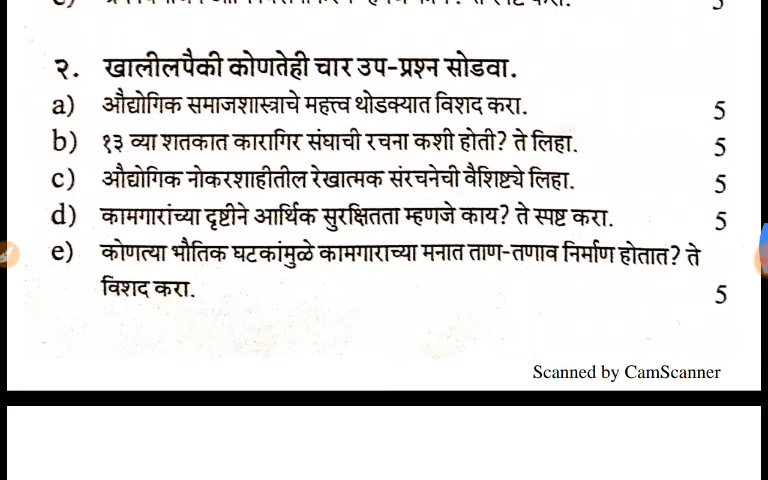 २. खालीलपैकी कोणतेही चार उप-प्रश्न सोडवा.
a) औद्योगिक समाजशास्त्राचे महत्त्व थोडक्यात विशद करा. 5
b) १३ व्या शतकात कारागिर संघाची रचना कशी होती? ते लिहा. 5
c) औद्योगिक नोकरशाहीतील रेखात्मक संरचनेची वैशिष्ट्ये लिहा. 5
d) कामगारांच्या दृष्टीने आर्थिक सुरक्षितता म्हणजे काय? ते स्पष्ट करा. 5
e) कोणत्या भौतिक घटकांमुळे कामगाराच्या मनात ताण-तणाव निर्माण होतात? ते
विशद करा. 5
Scanned by CamScanner